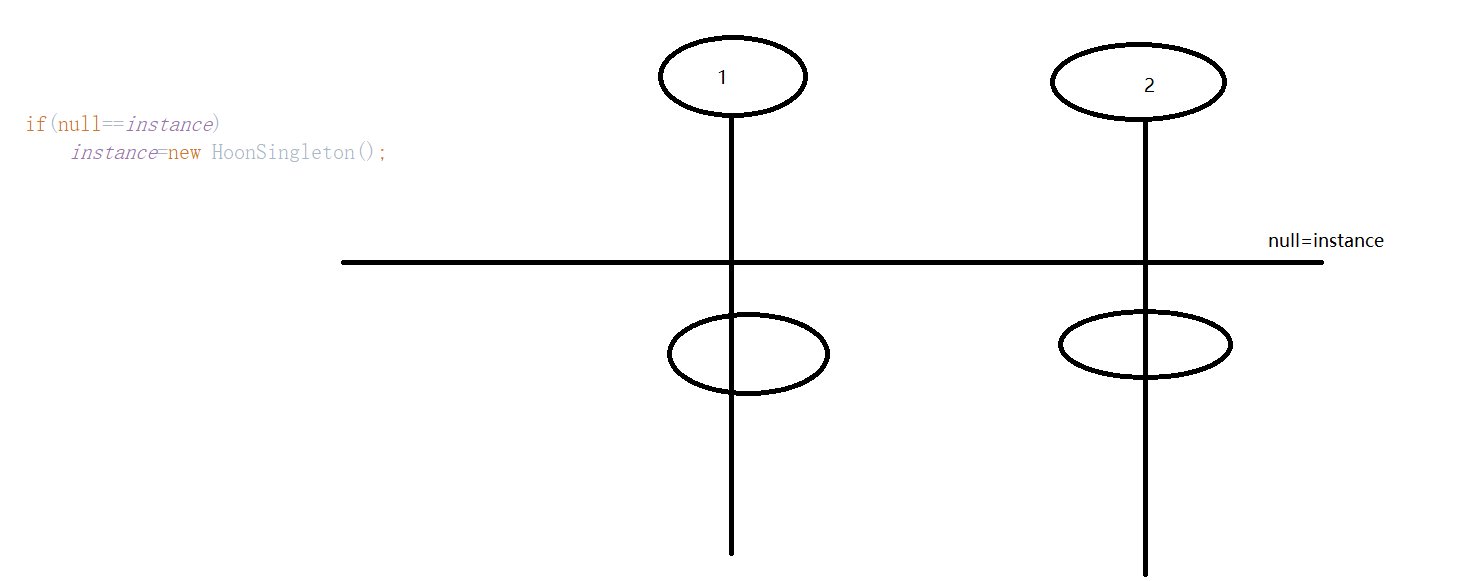 1
2
if(null==instance)
instance=new HoonSingleton();
null=instance